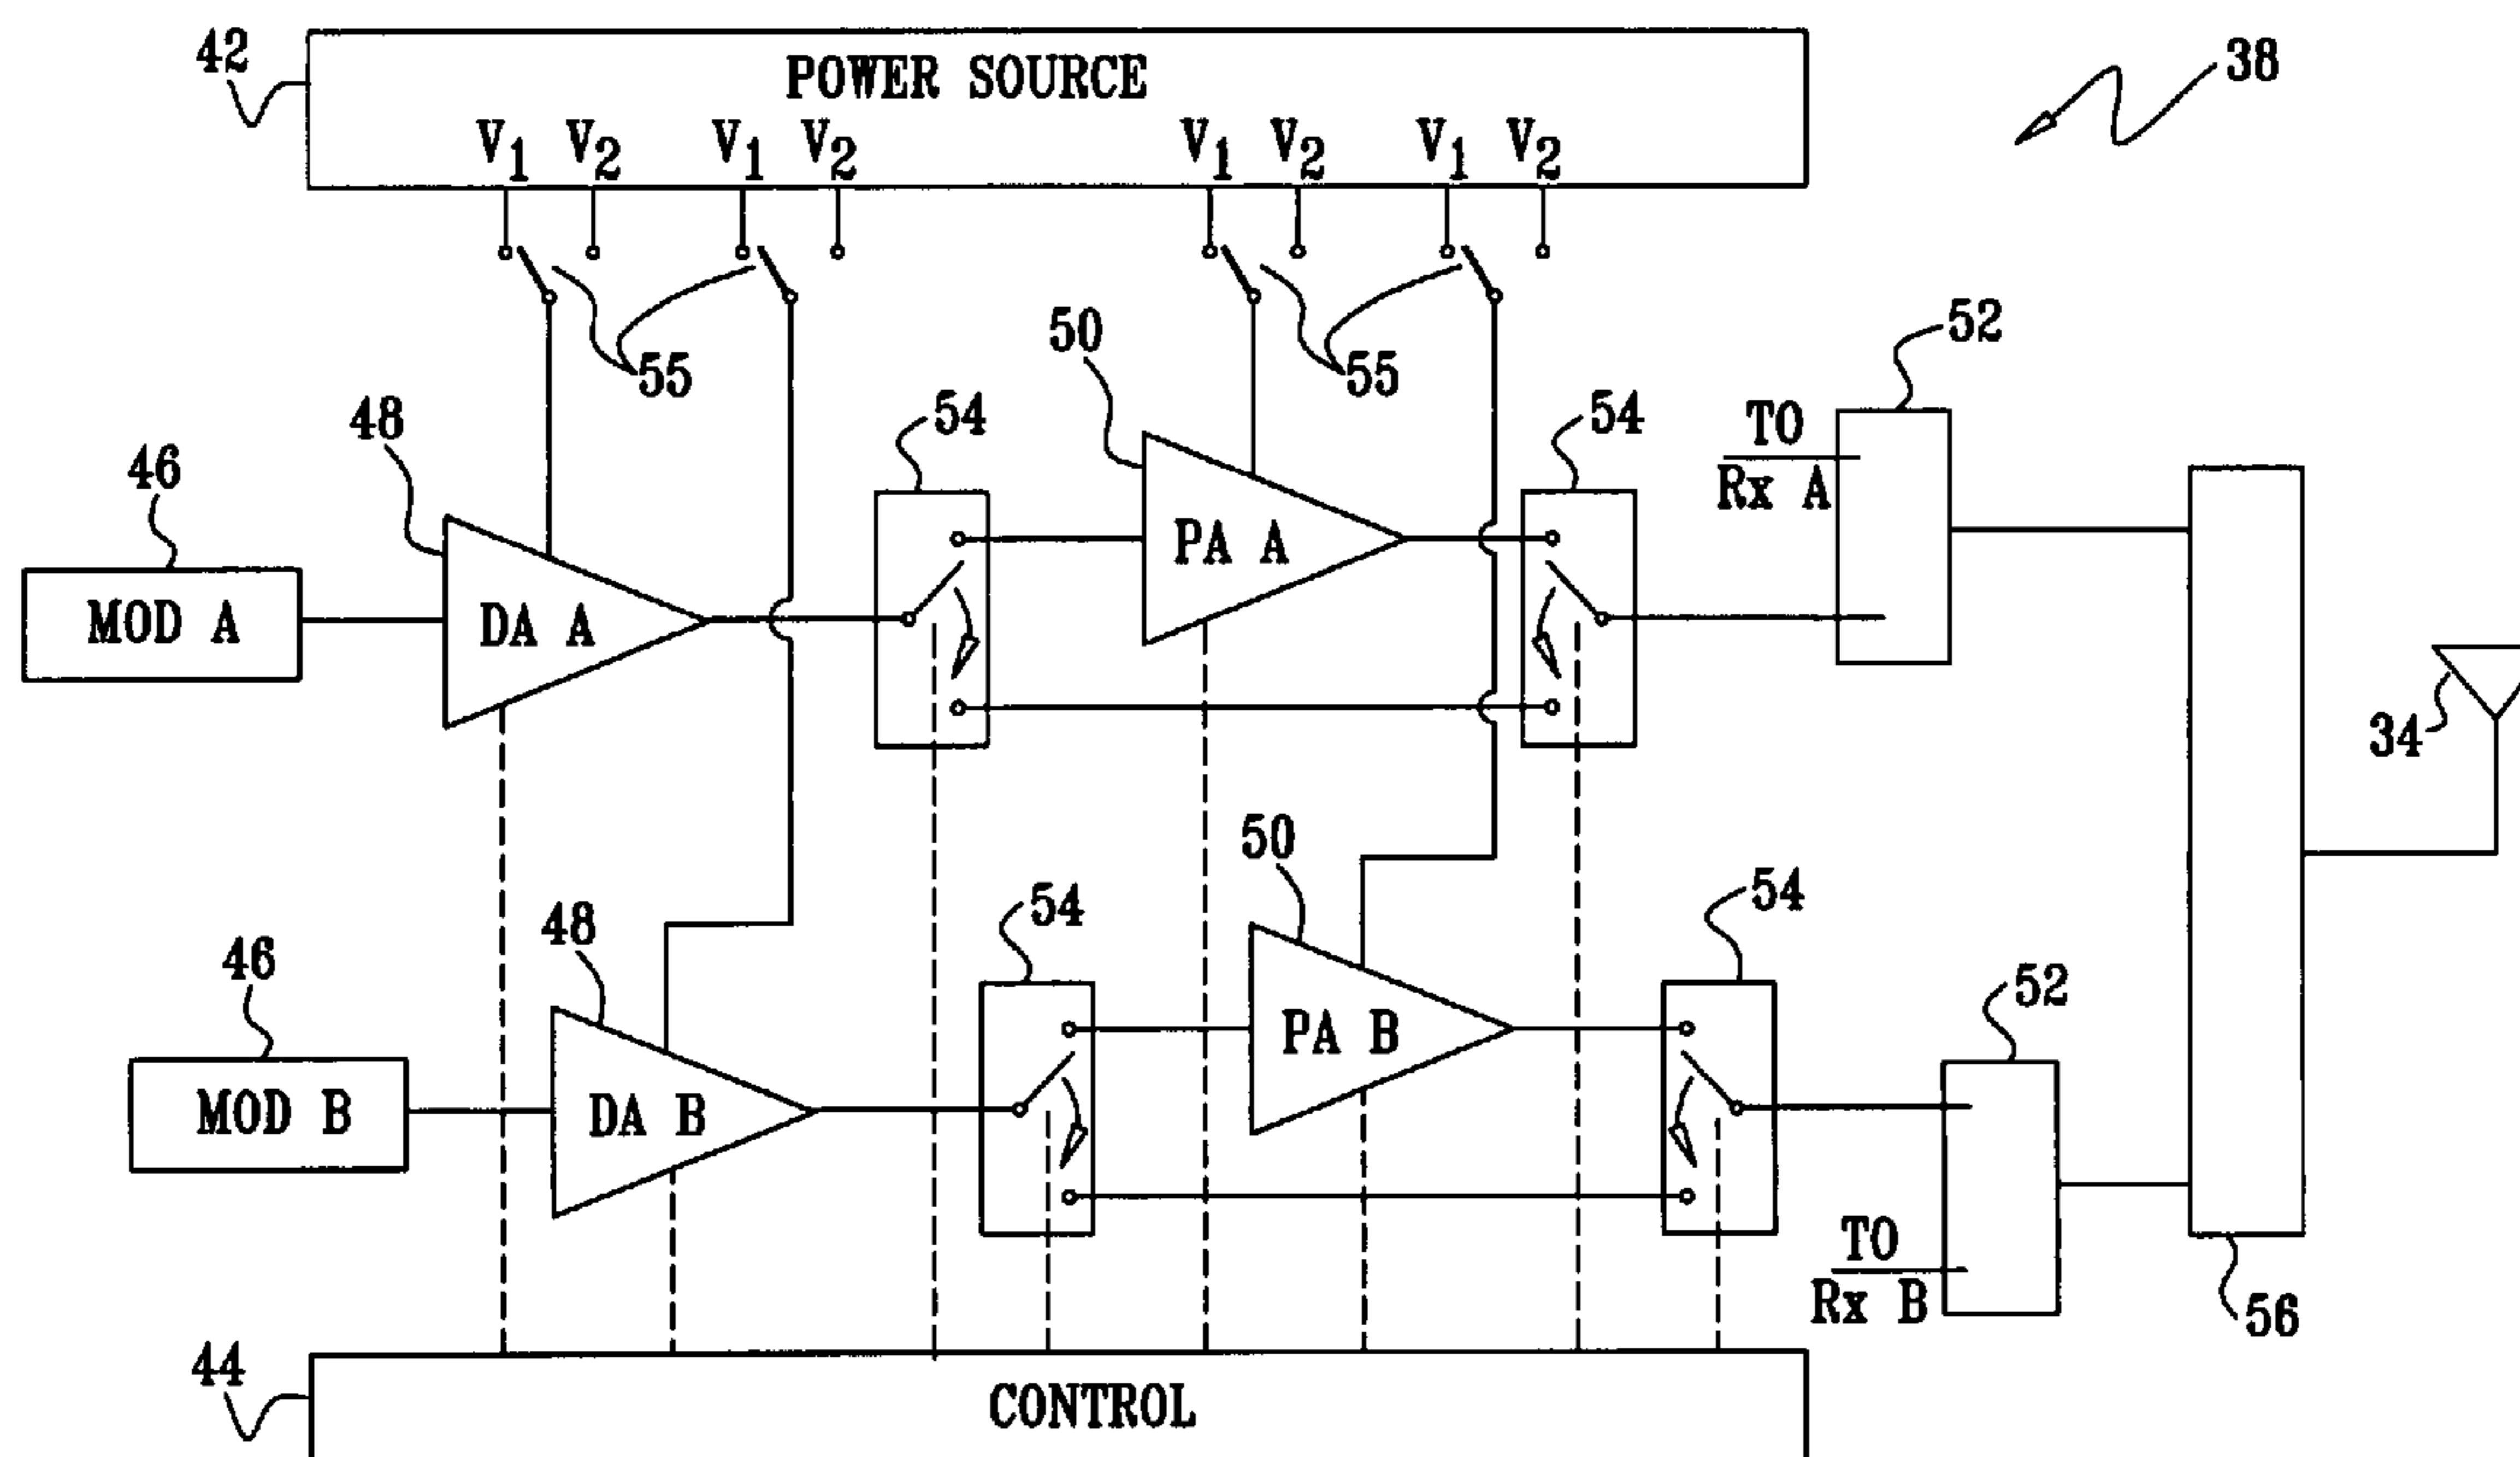 42
POWER SOURCE
38
V1 V2 V1 V2 V1 V2 V1 V2
55
55
50
52
48
54
54
46
TO
Rx A
MOD A
DA A
PA A
34
50
54
54
48
46
52
MOD B
DA B
PA B
TO
Rx B
56
44
CONTROL